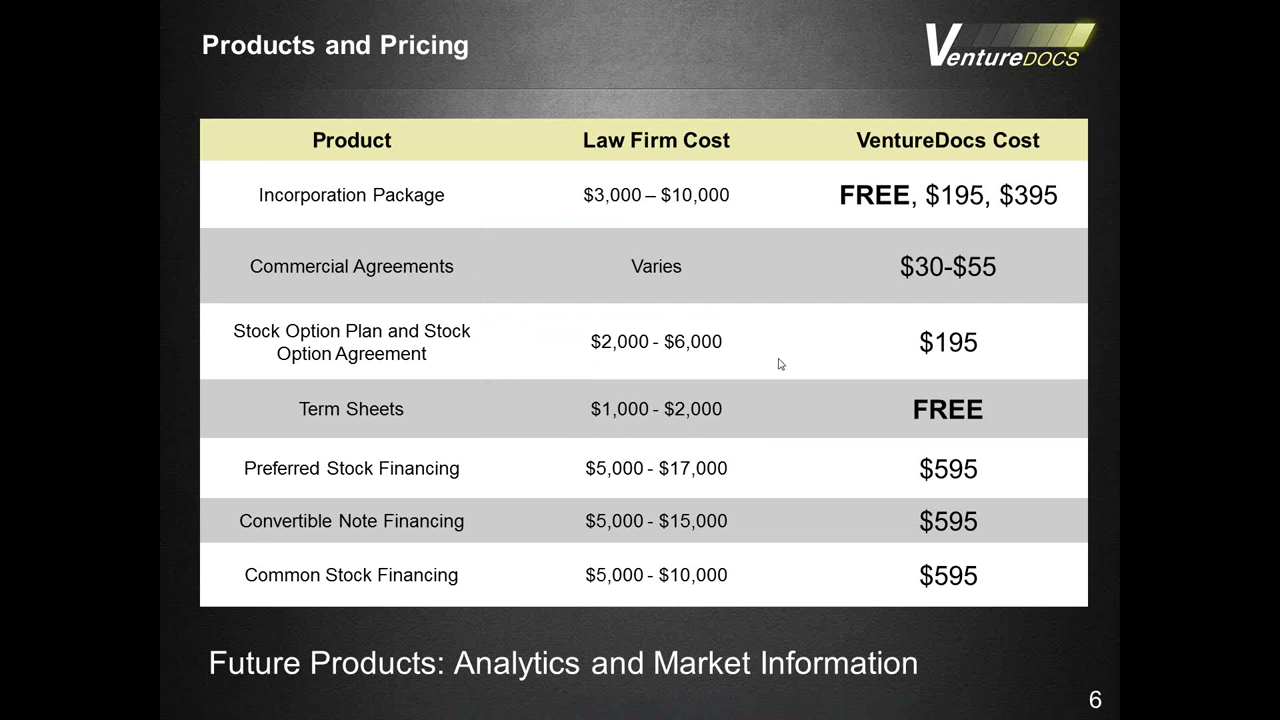 Products and Pricing
VentureDOCS
Product Law Firm Cost VentureDocs Cost
Incorporation Package $3,000 – $10,000 FREE, $195, $395
Commercial Agreements Varies $30-$55
Stock Option Plan and Stock
Option Agreement $2,000 - $6,000 $195
Term Sheets $1,000 - $2,000 FREE
Preferred Stock Financing $5,000 - $17,000 $595
Convertible Note Financing $5,000 - $15,000 $595
Common Stock Financing $5,000 - $10,000 $595
Future Products: Analytics and Market Information
6